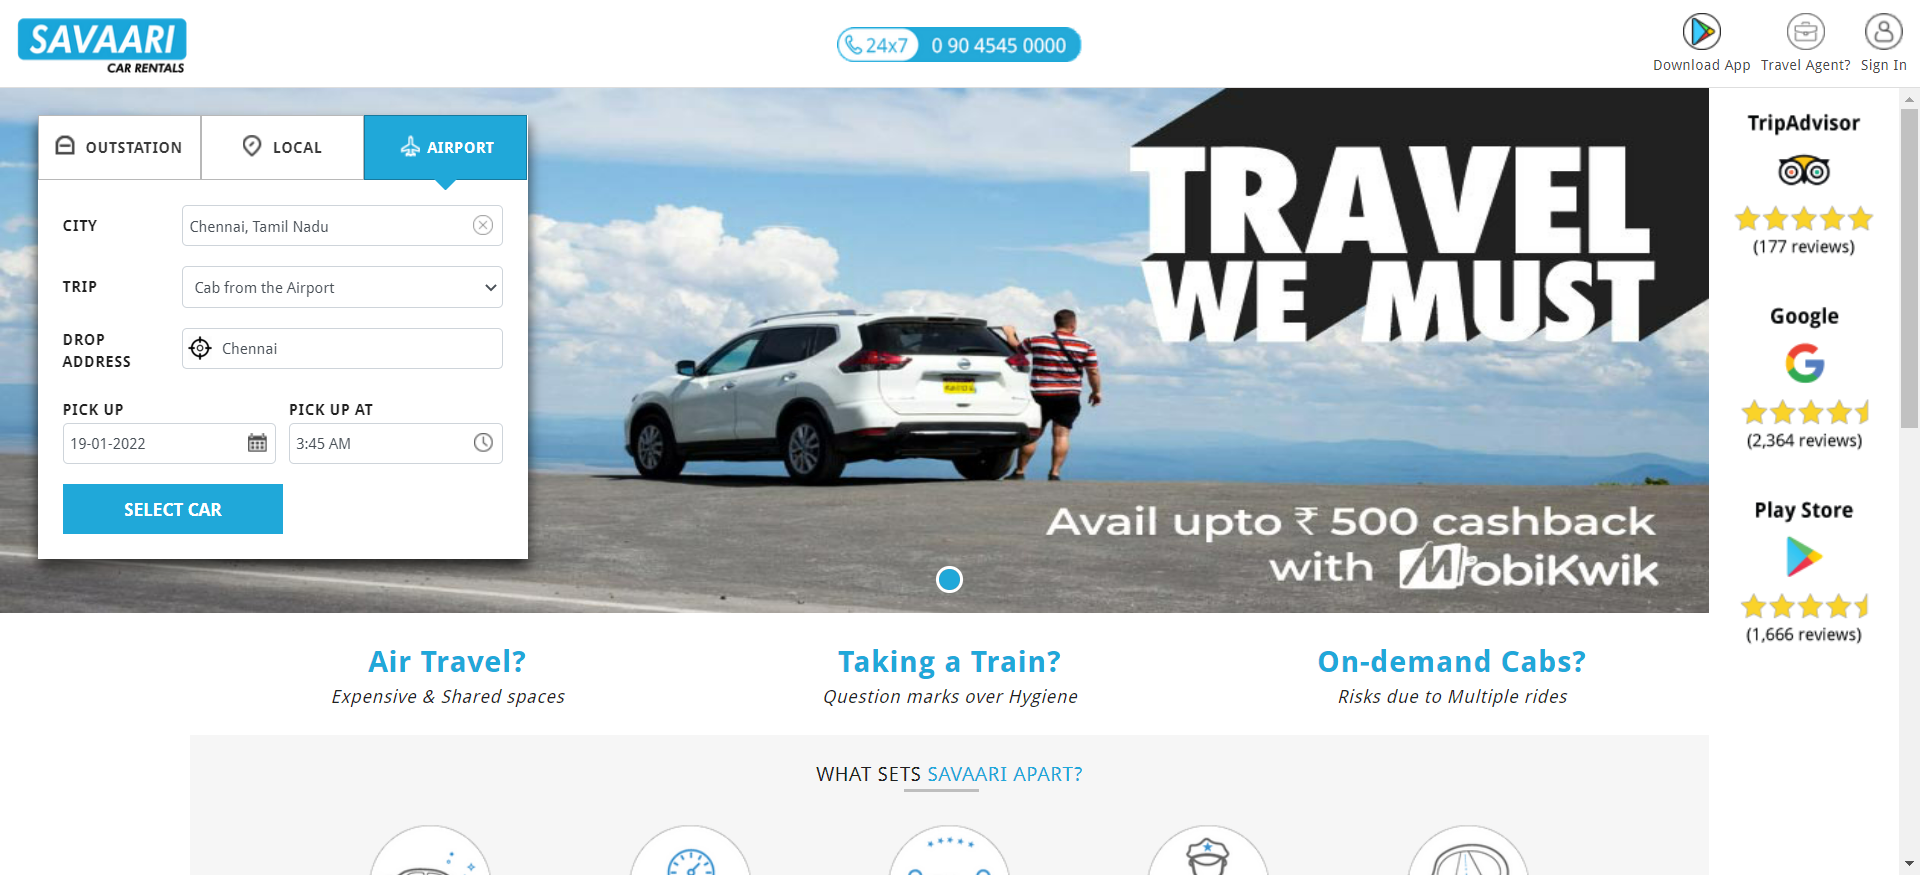 SAVAARI
CAR RENTALS
24x7 0 90 4545 0000
Download App
Travel Agent?
Sign In
OUTSTATION
LOCAL
AIRPORT
CITY
Chennai, Tamil Nadu
TRIP
Cab from the Airport
DROP
ADDRESS
Chennai
PICK UP
PICK UP AT
19-01-2022
3:45 AM
SELECT CAR
TRAVEL
WE MUST
Avail upto ₹ 500 cashback
with MobiKwik
TripAdvisor
(177 reviews)
Google
(2,364 reviews)
Play Store
(1,666 reviews)
Air Travel?
Expensive & Shared spaces
Taking a Train?
Question marks over Hygiene
On-demand Cabs?
Risks due to Multiple rides
WHAT SETS SAVAARI APART?